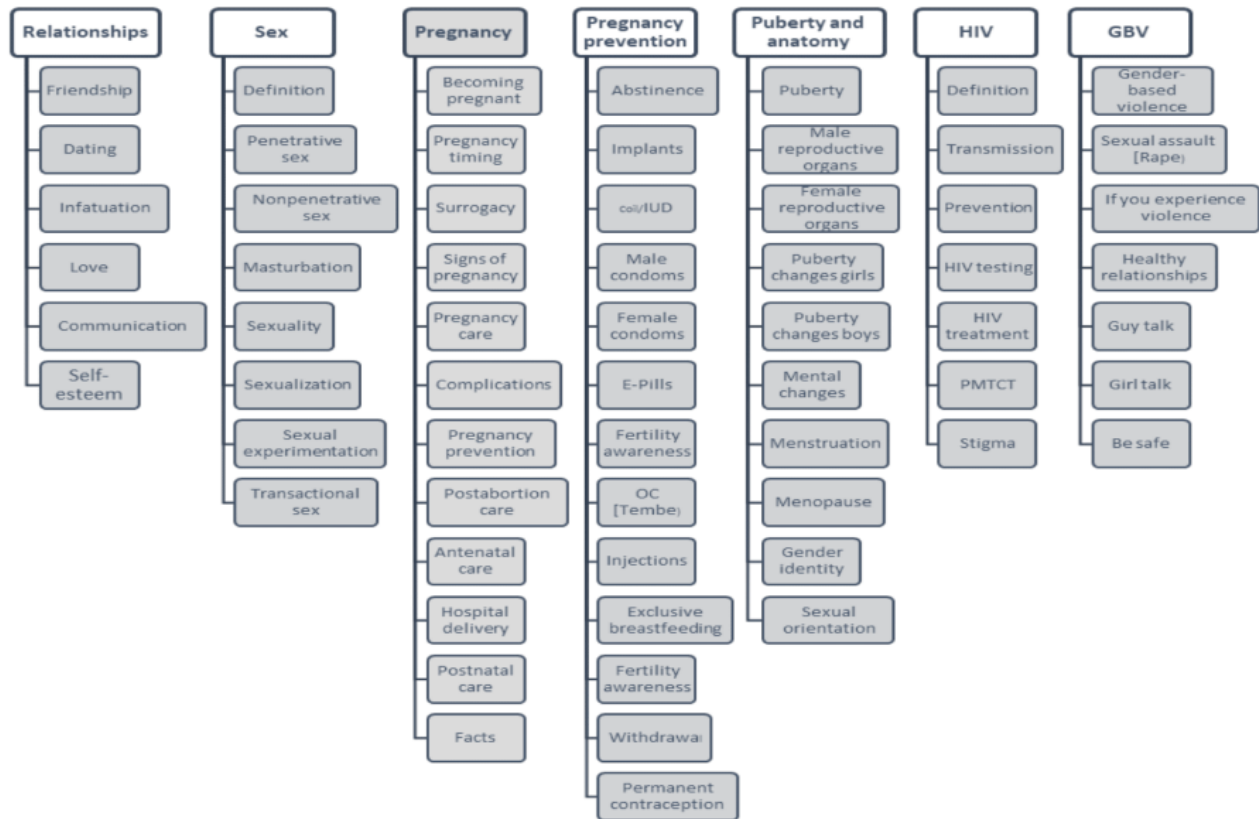 Relationships
Friendship
Dating
Infatuation
Love
Communication
Self-
esteem
Sex
Definition
Penetrative
sex
Nonpenetrative
sex
Masturbation
Sexuality
Sexualization
Sexual
experimentation
Transactional
sex
Pregnancy
Becoming
pregnant
Pregnancy
timing
Surrogacy
Signs of
pregnancy
Pregnancy
care
Complications
Pregnancy
prevention
Postabortion
care
Antenatal
care
Hospital
delivery
Postnatal
care
Facts
Pregnancy
prevention
Abstinence
Implants
coil/IUD
Male
condoms
Female
condoms
E-Pills
Fertility
awareness
OC
[Tembe)
Injections
Exclusive
breastfeeding
Fertility
awareness
Withdrawal
Permanent
contraception
Puberty and
anatomy
Puberty
Male
reproductive
organs
Female
reproductive
organs
Puberty
changes girls
Puberty
changes boys
Mental
changes
Menstruation
Menopause
Gender
identity
Sexual
orientation
HIV
Definition
Transmission
Prevention
HIV testing
HIV
treatment
PMTCT
Stigma
GBV
Gender-
based
violence
Sexual assault
[Rape)
If you experience
violence
Healthy
relationships
Guy talk
Girl talk
Be safe